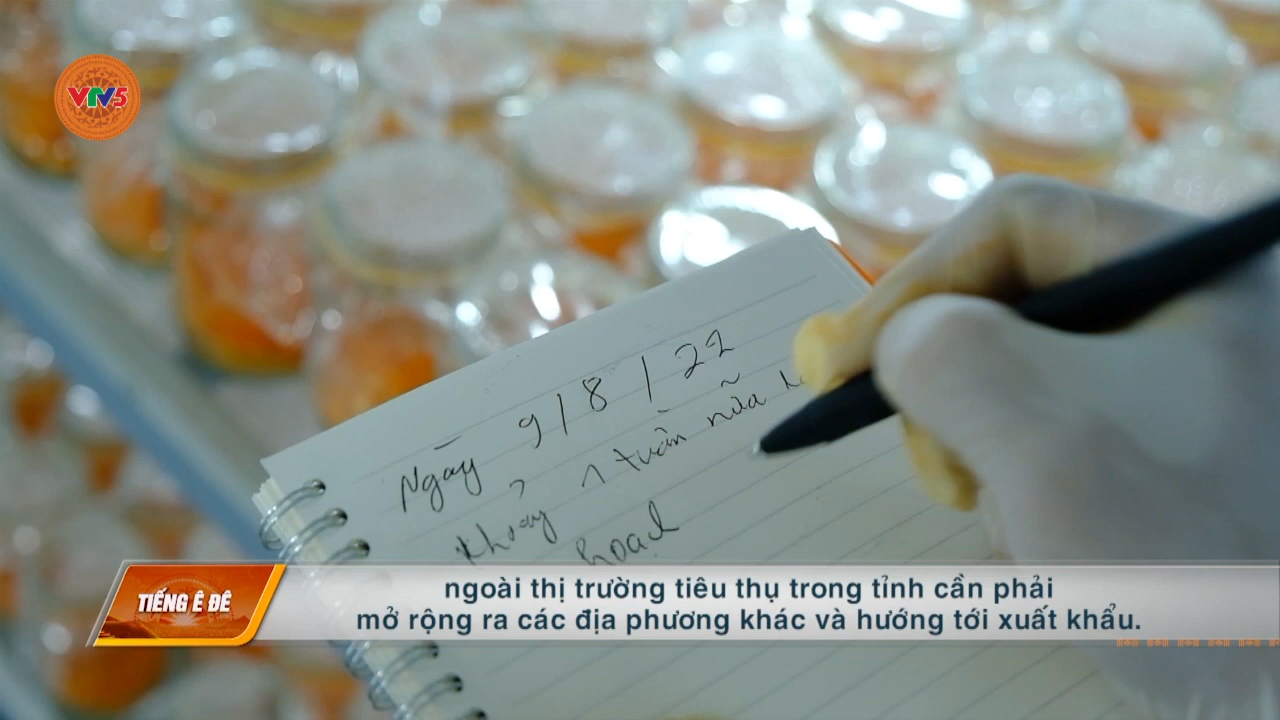 VTV5
Ngày 9/8/22
Khoảng 1 tuần nữa
hoạch
TIẾNG Ê ĐÊ
ngoài thị trường tiêu thụ trong tỉnh cần phải
mở rộng ra các địa phương khác và hướng tới xuất khẩu.